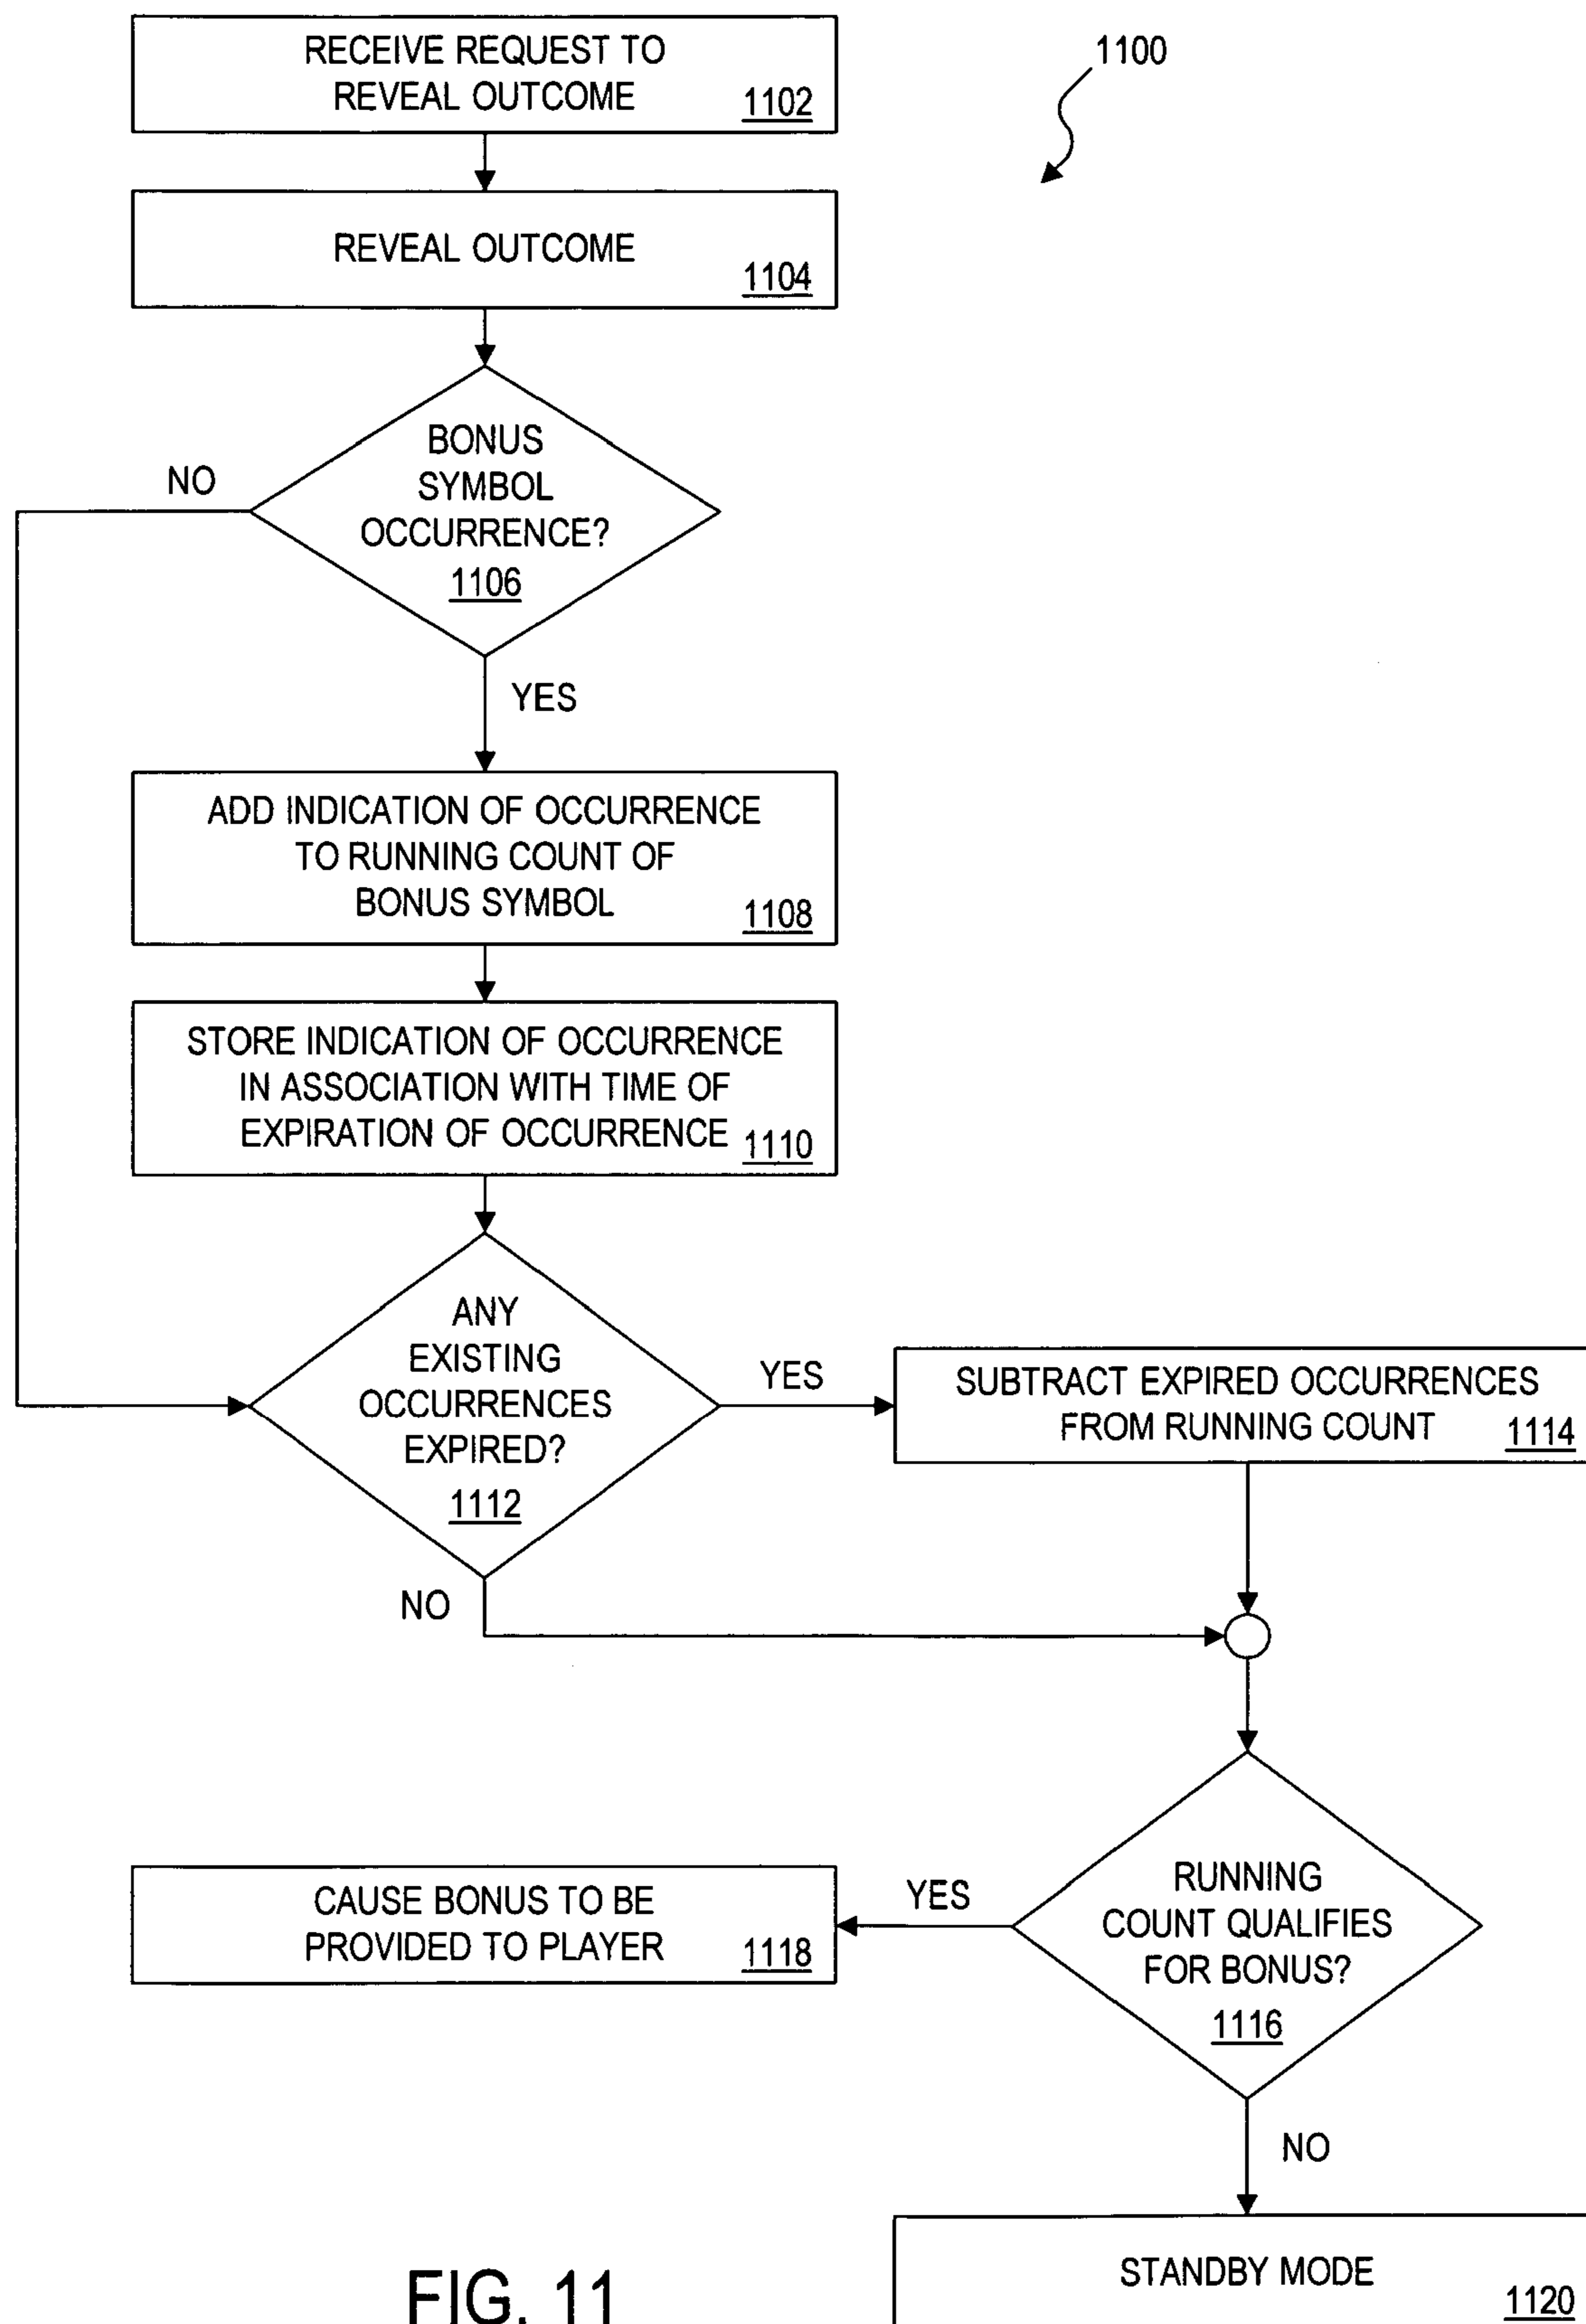 RECEIVE REQUEST TO
REVEAL OUTCOME
1102
1100
REVEAL OUTCOME
1104
BONUS
SYMBOL
OCCURRENCE?
1106
NO
YES
ADD INDICATION OF OCCURRENCE
TO RUNNING COUNT OF
BONUS SYMBOL
1108
STORE INDICATION OF OCCURRENCE
IN ASSOCIATION WITH TIME OF
EXPIRATION OF OCCURRENCE
1110
ANY
EXISTING
OCCURRENCES
EXPIRED?
1112
YES
SUBTRACT EXPIRED OCCURRENCES
FROM RUNNING COUNT
1114
NO
RUNNING
COUNT QUALIFIES
FOR BONUS?
1116
YES
CAUSE BONUS TO BE
PROVIDED TO PLAYER
1118
NO
STANDBY MODE
1120
FIG. 11